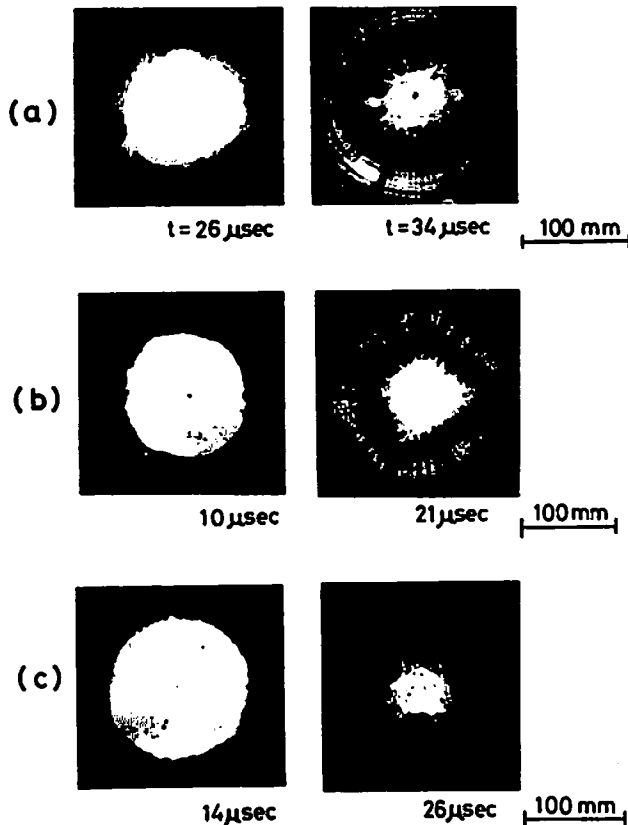 (a)
t=26 μsec
t=34 μsec
100 mm
(b)
10 μsec
21 μsec
100 mm
(c)
14 μsec
26 μsec
100 mm